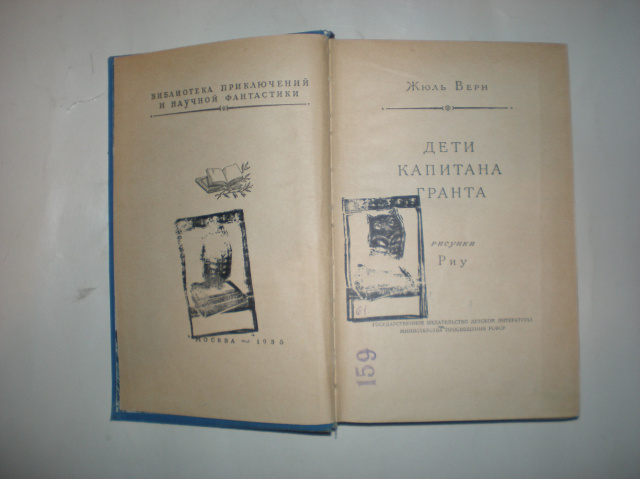 БИБЛИОТЕКА ПРИКЛЮЧЕНИЙ
И НАУЧНОЙ ФАНТАСТИКИ
МОСКВА ~ 1955
Жюль Верн
ДЕТИ
КАПИТАНА
ГРАНТА
рисунки
Риу
ГОСУДАРСТВЕННОЕ ИЗДАТЕЛЬСТВО ДЕТСКОЙ ЛИТЕРАТУРЫ
МИНИСТЕРСТВА ПРОСВЕЩЕНИЯ РСФСР
159